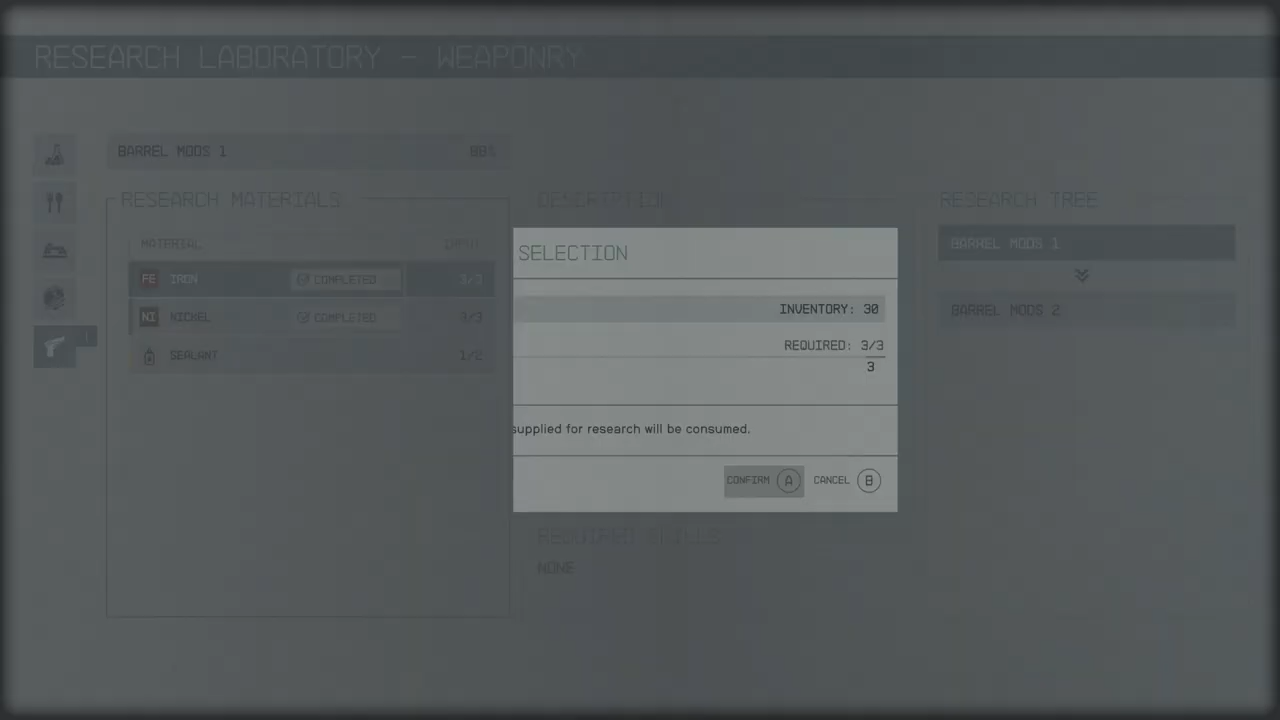 RESEARCH LABORATORY - WEAPONRY
BARREL MODS 1
RESEARCH MATERIALS
MATERIAL INPUT
FE IRON COMPLETED 3/3
NI NICKEL COMPLETED 3/3
SEALANT 1/2
DESCRIPTION
SELECTION
INVENTORY: 30
REQUIRED: 3/3
3
supplied for research will be consumed.
CONFIRM A CANCEL B
REQUIRED SKILLS
NONE
RESEARCH TREE
BARREL MODS 1
BARREL MODS 2